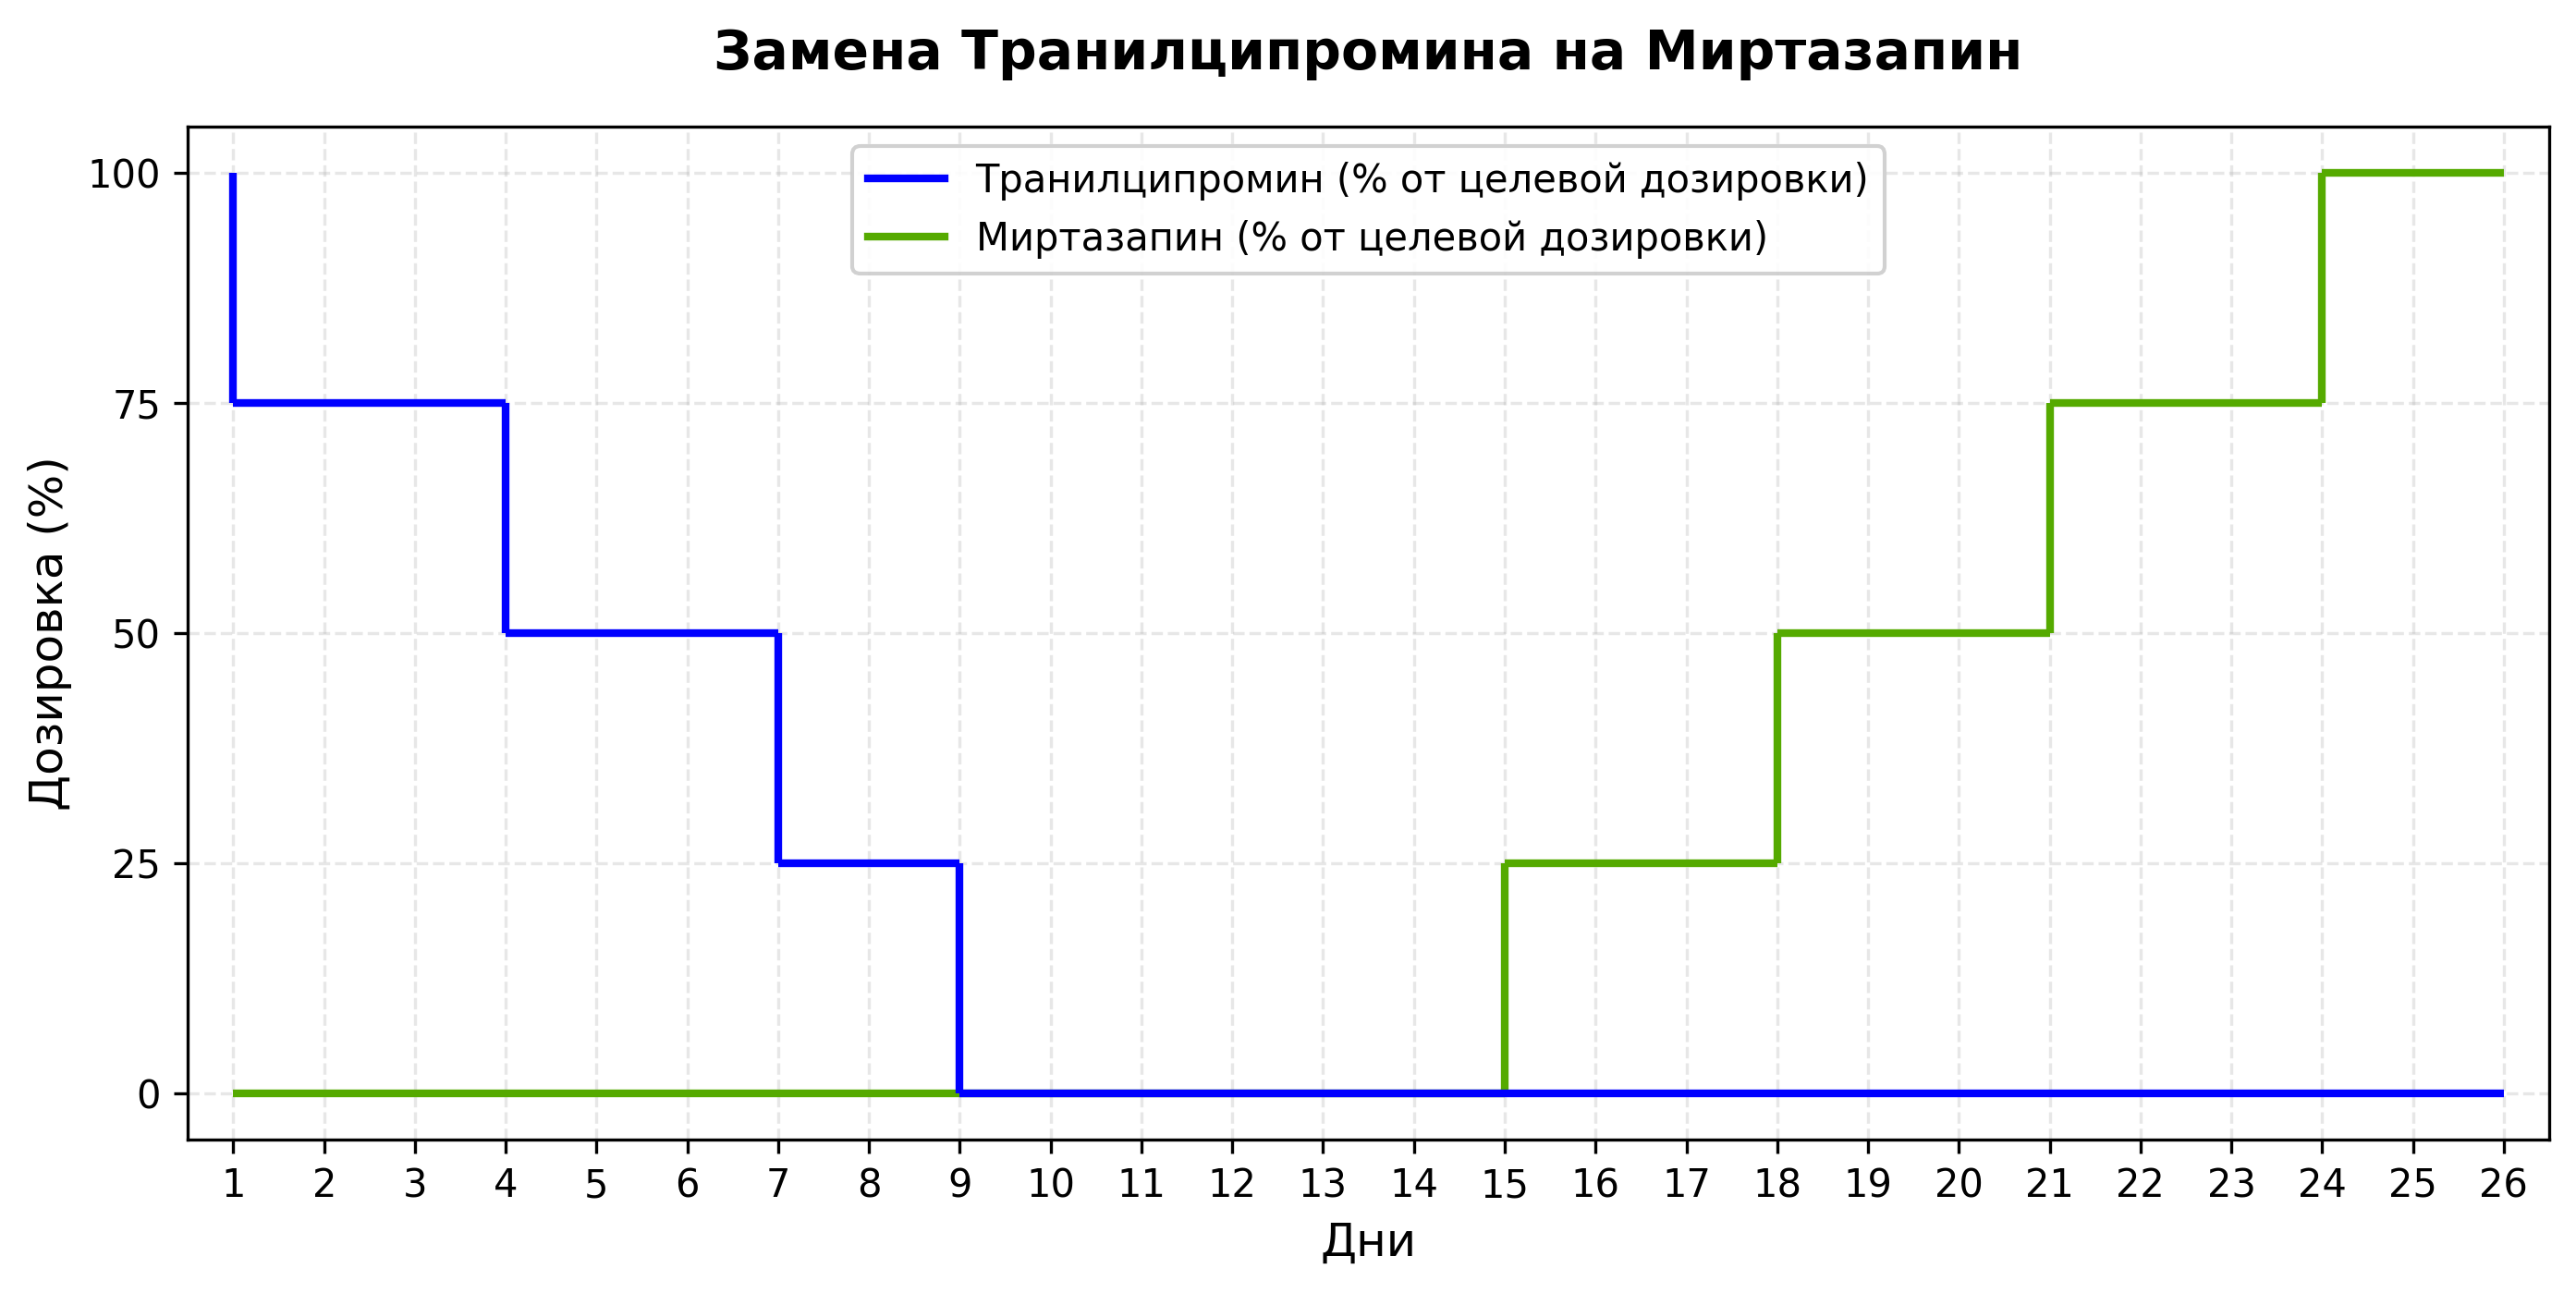 Замена Транилципромина на Миртазапин
Транилципромин (% от целевой дозировки)
Миртазапин (% от целевой дозировки)
Дозировка (%)
100
75
50
25
0
1 2 3 4 5 6 7 8 9 10 11 12 13 14 15 16 17 18 19 20 21 22 23 24 25 26
Дни